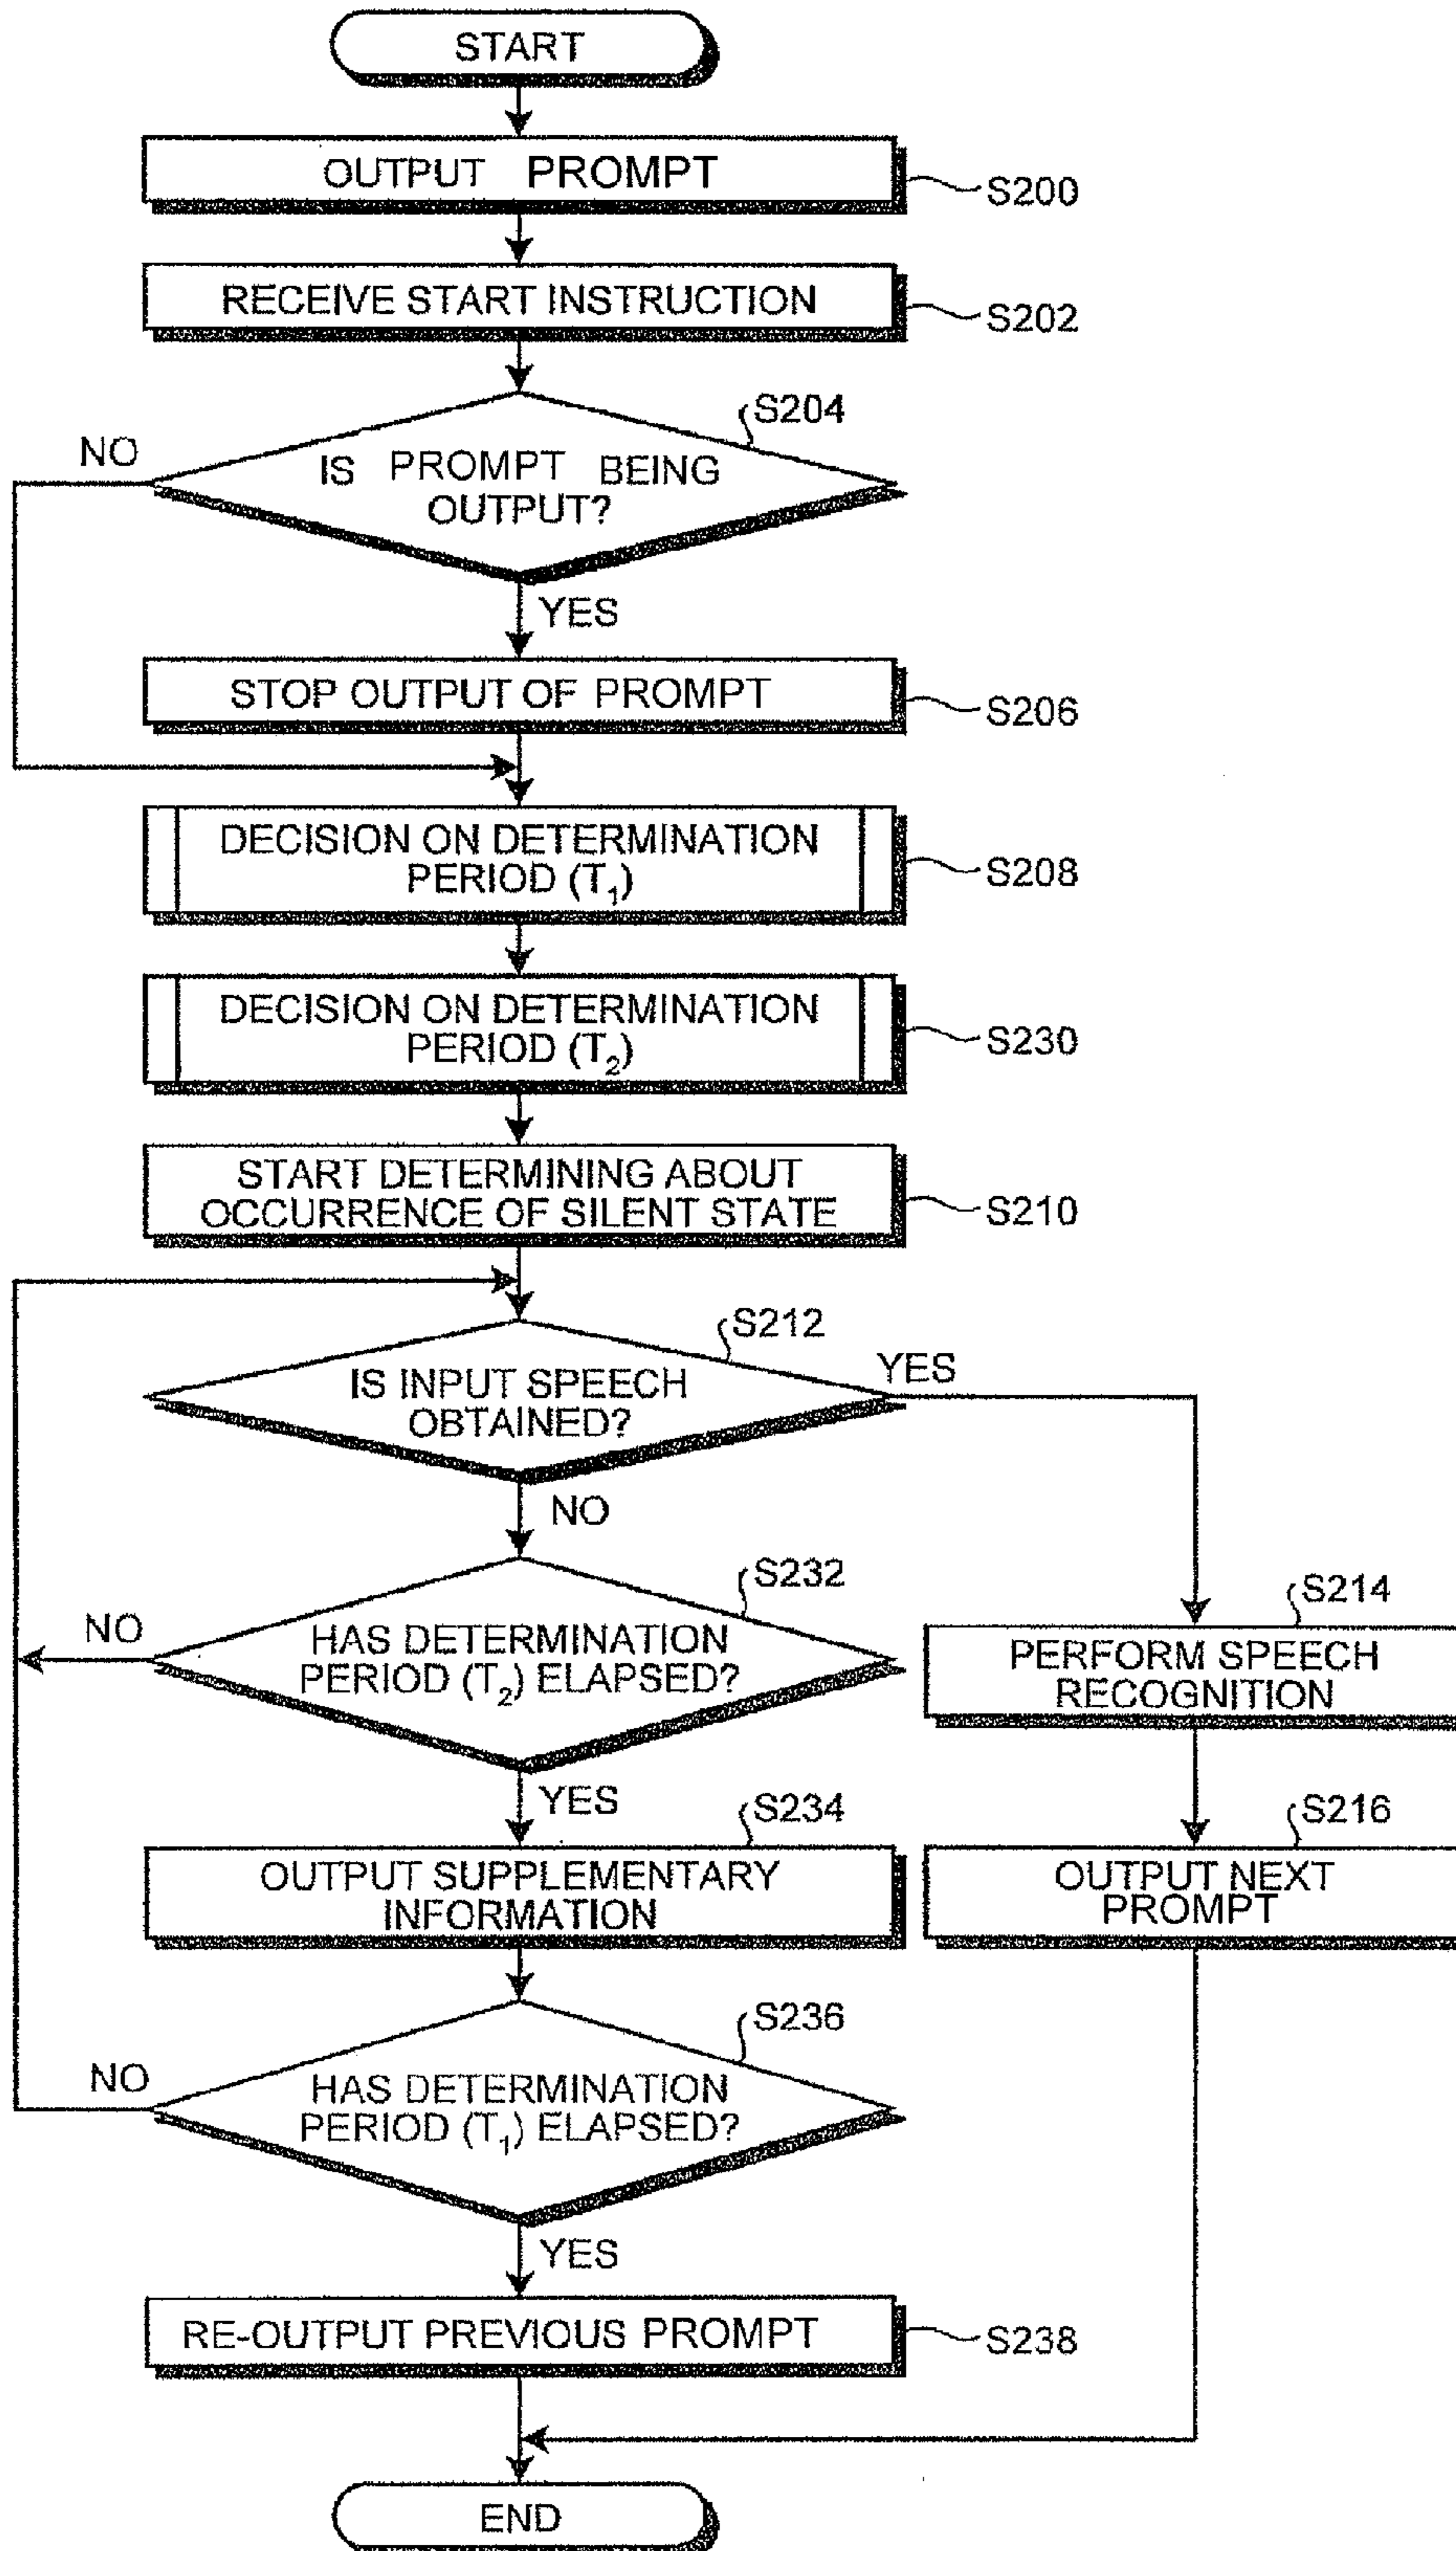 START
OUTPUT PROMPT
S200
RECEIVE START INSTRUCTION
S202
S204
NO
IS PROMPT BEING
OUTPUT?
YES
STOP OUTPUT OF PROMPT
S206
DECISION ON DETERMINATION
PERIOD (T1)
S208
DECISION ON DETERMINATION
PERIOD (T2)
S230
START DETERMINING ABOUT
OCCURRENCE OF SILENT STATE
S210
S212
YES
IS INPUT SPEECH
OBTAINED?
NO
S232
NO
HAS DETERMINATION
PERIOD (T2) ELAPSED?
S214
PERFORM SPEECH
RECOGNITION
YES
S234
OUTPUT SUPPLEMENTARY
INFORMATION
S216
OUTPUT NEXT
PROMPT
S236
NO
HAS DETERMINATION
PERIOD (T1) ELAPSED?
YES
RE-OUTPUT PREVIOUS PROMPT
S238
END